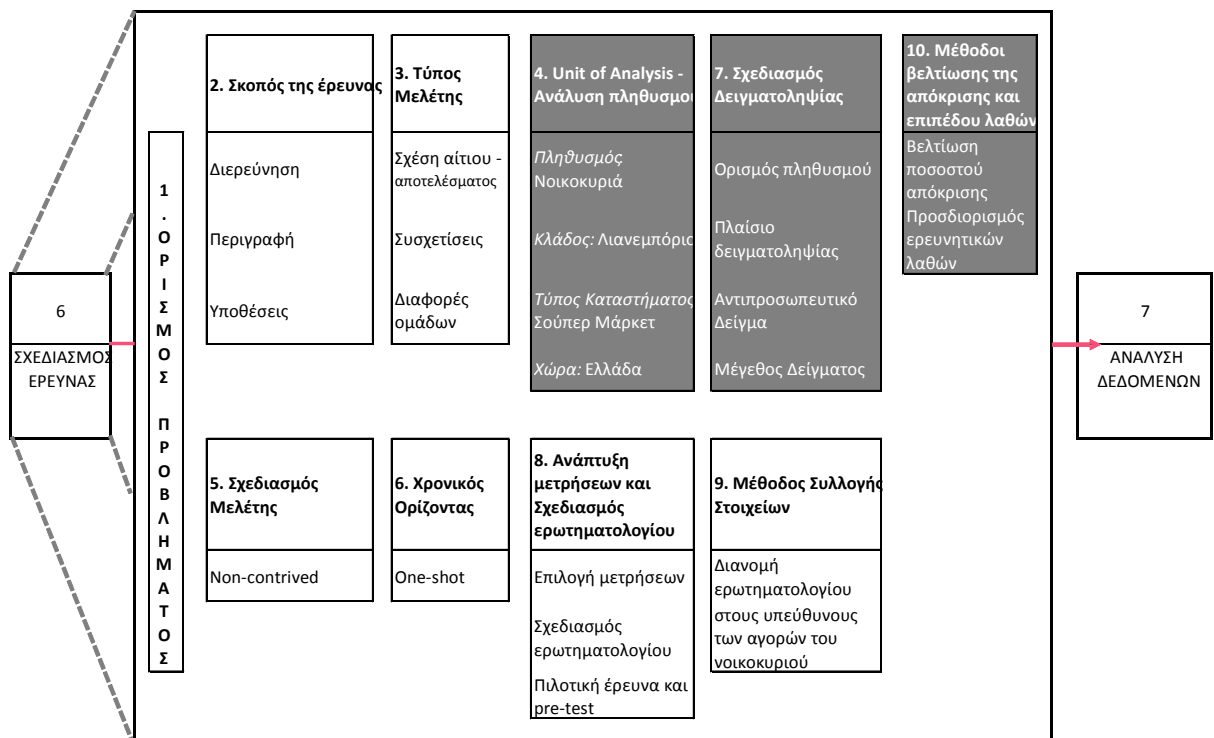 6
ΣΧΕΔΙΑΣΜΟΣ
ΕΡΕΥΝΑΣ
1
.
Ο
Ρ
Ι
Σ
Μ
Ο
Σ
Π
Ρ
Ο
Β
Λ
Η
Μ
Α
Τ
Ο
Σ
2. Σκοπός της έρευνας
Διερεύνηση
Περιγραφή
Υποθέσεις
3. Τύπος
Μελέτης
Σχέση αίτιου -
αποτελέσματος
Συσχετίσεις
Διαφορές
ομάδων
4. Unit of Analysis -
Ανάλυση πληθυσμού
Πληθυσμός
Νοικοκυριά
Κλάδος: Λιανεμπόριο
Τύπος Καταστήματος
Σούπερ Μάρκετ
Χώρα: Ελλάδα
7. Σχεδιασμός
Δειγματοληψίας
Ορισμός πληθυσμού
Πλαίσιο
δειγματοληψίας
Αντιπροσωπευτικό
Δείγμα
Μέγεθος Δείγματος
10. Μέθοδοι
βελτίωσης της
απόκρισης και
επιπέδου λαθών
Βελτίωση
ποσοστού
απόκρισης
Προσδιορισμός
ερευνητικών
λαθών
5. Σχεδιασμός
Μελέτης
Non-contrived
6. Χρονικός
Ορίζοντας
One-shot
8. Ανάπτυξη
μετρήσεων και
Σχεδιασμός
ερωτηματολογίου
Επιλογή μετρήσεων
Σχεδιασμός
ερωτηματολογίου
Πιλοτική έρευνα και
pre-test
9. Μέθοδος Συλλογής
Στοιχείων
Διανομή
ερωτηματολογίου
στους υπεύθυνους
των αγορών του
νοικοκυριού
7
ΑΝΑΛΥΣΗ
ΔΕΔΟΜΕΝΩΝ